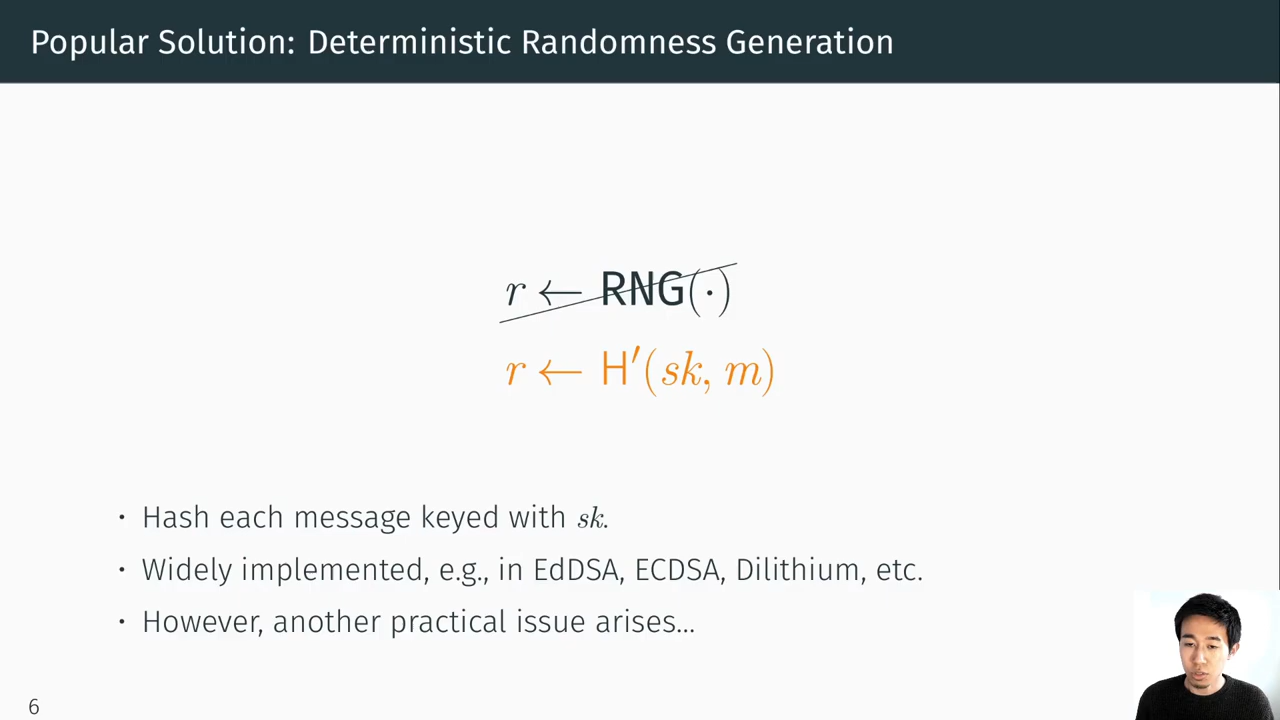 Popular Solution: Deterministic Randomness Generation
r ← RNG(·)
r ← H′(sk, m)
• Hash each message keyed with sk.
• Widely implemented, e.g., in EdDSA, ECDSA, Dilithium, etc.
• However, another practical issue arises...
6